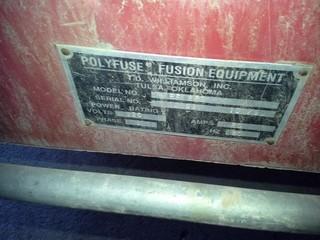 POLYFUSE® FUSION EQUIPMENT
T.D. WILLIAMSON, INC.
TULSA, OKLAHOMA
MODEL NO.
SERIAL NO.
POWER RATING
VOLTS AMPS
PHASE HZ